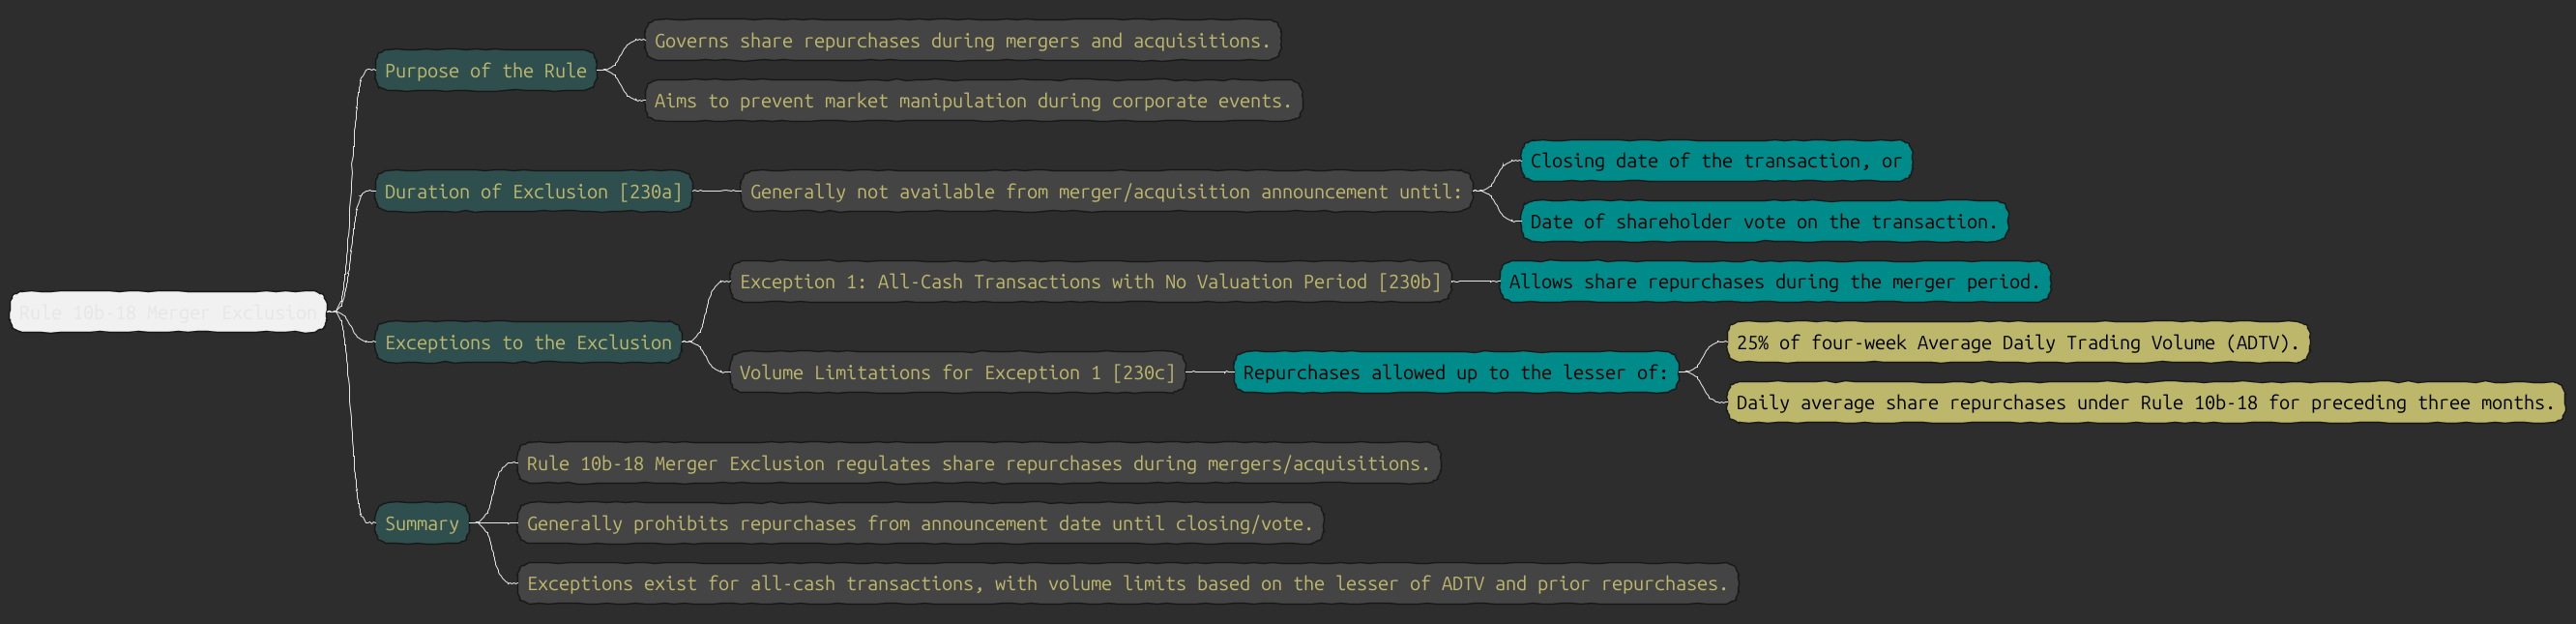 Rule 10b-18 Merger Exclusion
Purpose of the Rule
Governs share repurchases during mergers and acquisitions.
Aims to prevent market manipulation during corporate events.
Duration of Exclusion [230a]
Generally not available from merger/acquisition announcement until:
Closing date of the transaction, or
Date of shareholder vote on the transaction.
Exceptions to the Exclusion
Exception 1: All-Cash Transactions with No Valuation Period [230b]
Allows share repurchases during the merger period.
Volume Limitations for Exception 1 [230c]
Repurchases allowed up to the lesser of:
25% of four-week Average Daily Trading Volume (ADTV).
Daily average share repurchases under Rule 10b-18 for preceding three months.
Summary
Rule 10b-18 Merger Exclusion regulates share repurchases during mergers/acquisitions.
Generally prohibits repurchases from announcement date until closing/vote.
Exceptions exist for all-cash transactions, with volume limits based on the lesser of ADTV and prior repurchases.